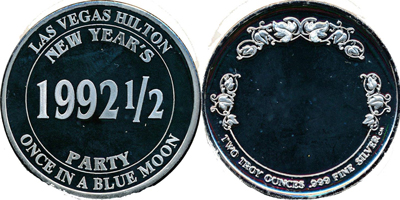 LAS VEGAS HILTON
NEW YEAR'S
1992 1/2
PARTY
ONCE IN A BLUE MOON
TWO TROY OUNCES .999 FINE SILVER